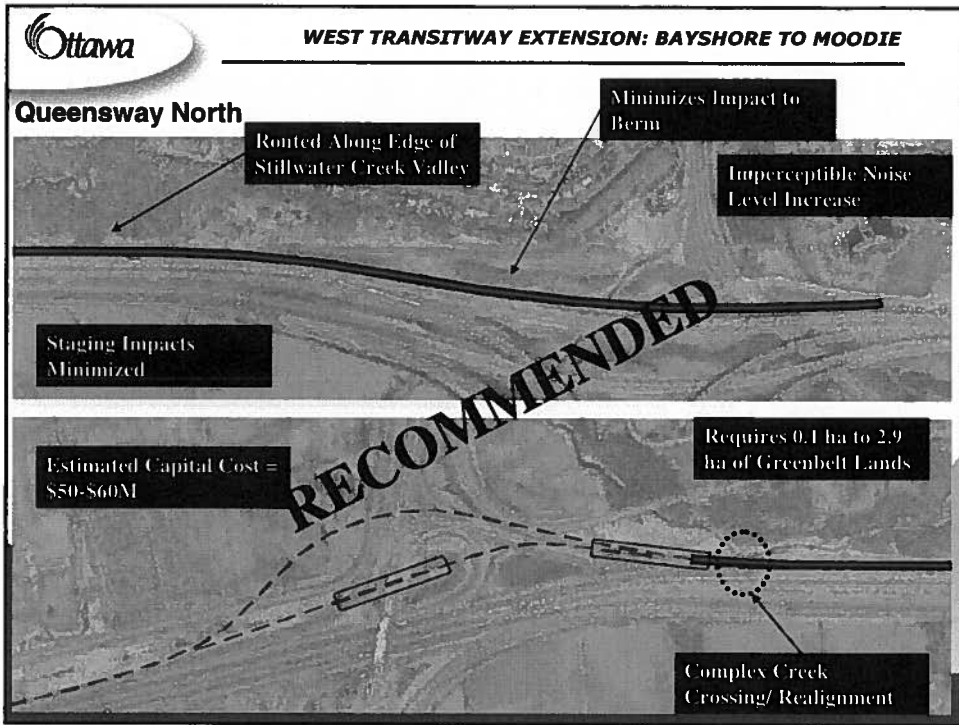 Ottawa
WEST TRANSITWAY EXTENSION: BAYSHORE TO MOODIE
Queensway North
Minimizes Impact to
Berm
Routed Along Edge of
Stillwater Creek Valley
Imperceptible Noise
Level Increase
Staging Impacts
Minimized
RECOMMENDED
Estimated Capital Cost =
$50-$60M
Requires 0.1 ha to 2.9
ha of Greenbelt Lands
Complex Creek
Crossing/ Realignment